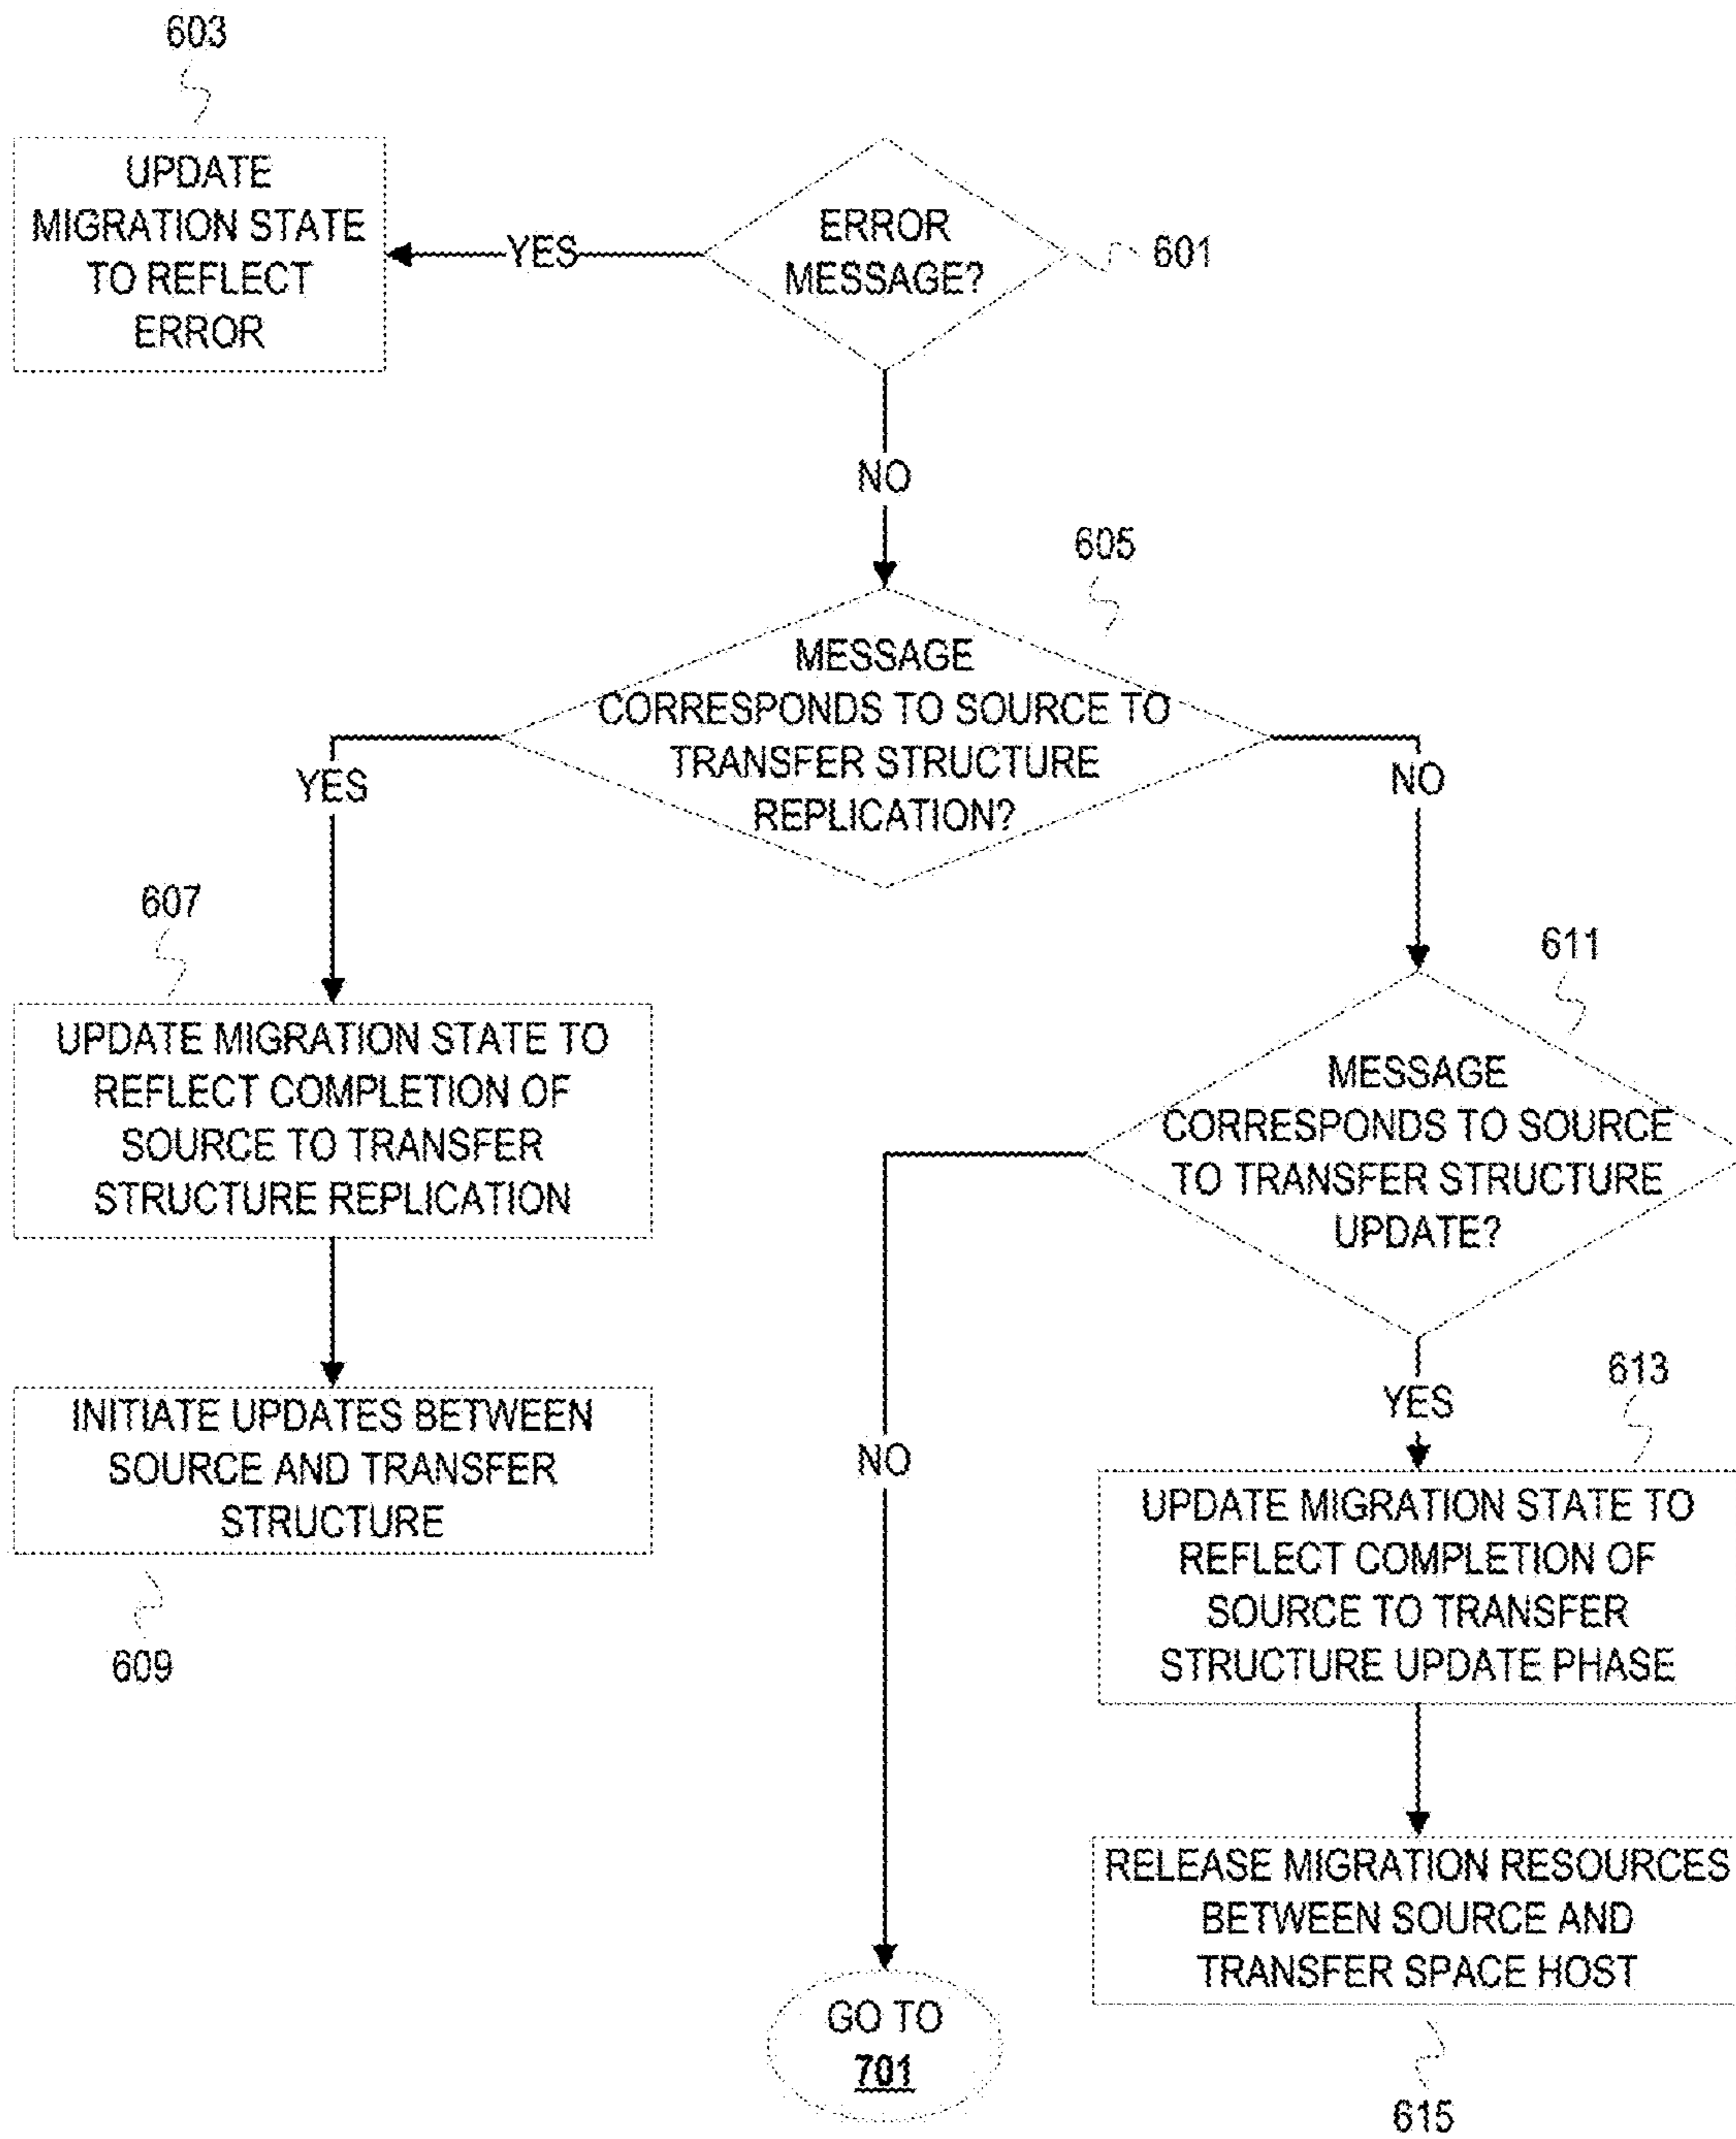 603
UPDATE
MIGRATION STATE
TO REFLECT
ERROR
YES
ERROR
MESSAGE?
601
NO
605
MESSAGE
CORRESPONDS TO SOURCE TO
TRANSFER STRUCTURE
REPLICATION?
YES
NO
607
UPDATE MIGRATION STATE TO
REFLECT COMPLETION OF
SOURCE TO TRANSFER
STRUCTURE REPLICATION
611
MESSAGE
CORRESPONDS TO SOURCE
TO TRANSFER STRUCTURE
UPDATE?
INITIATE UPDATES BETWEEN
SOURCE AND TRANSFER
STRUCTURE
609
NO
YES
613
UPDATE MIGRATION STATE TO
REFLECT COMPLETION OF
SOURCE TO TRANSFER
STRUCTURE UPDATE PHASE
RELEASE MIGRATION RESOURCES
BETWEEN SOURCE AND
TRANSFER SPACE HOST
615
GO TO
701